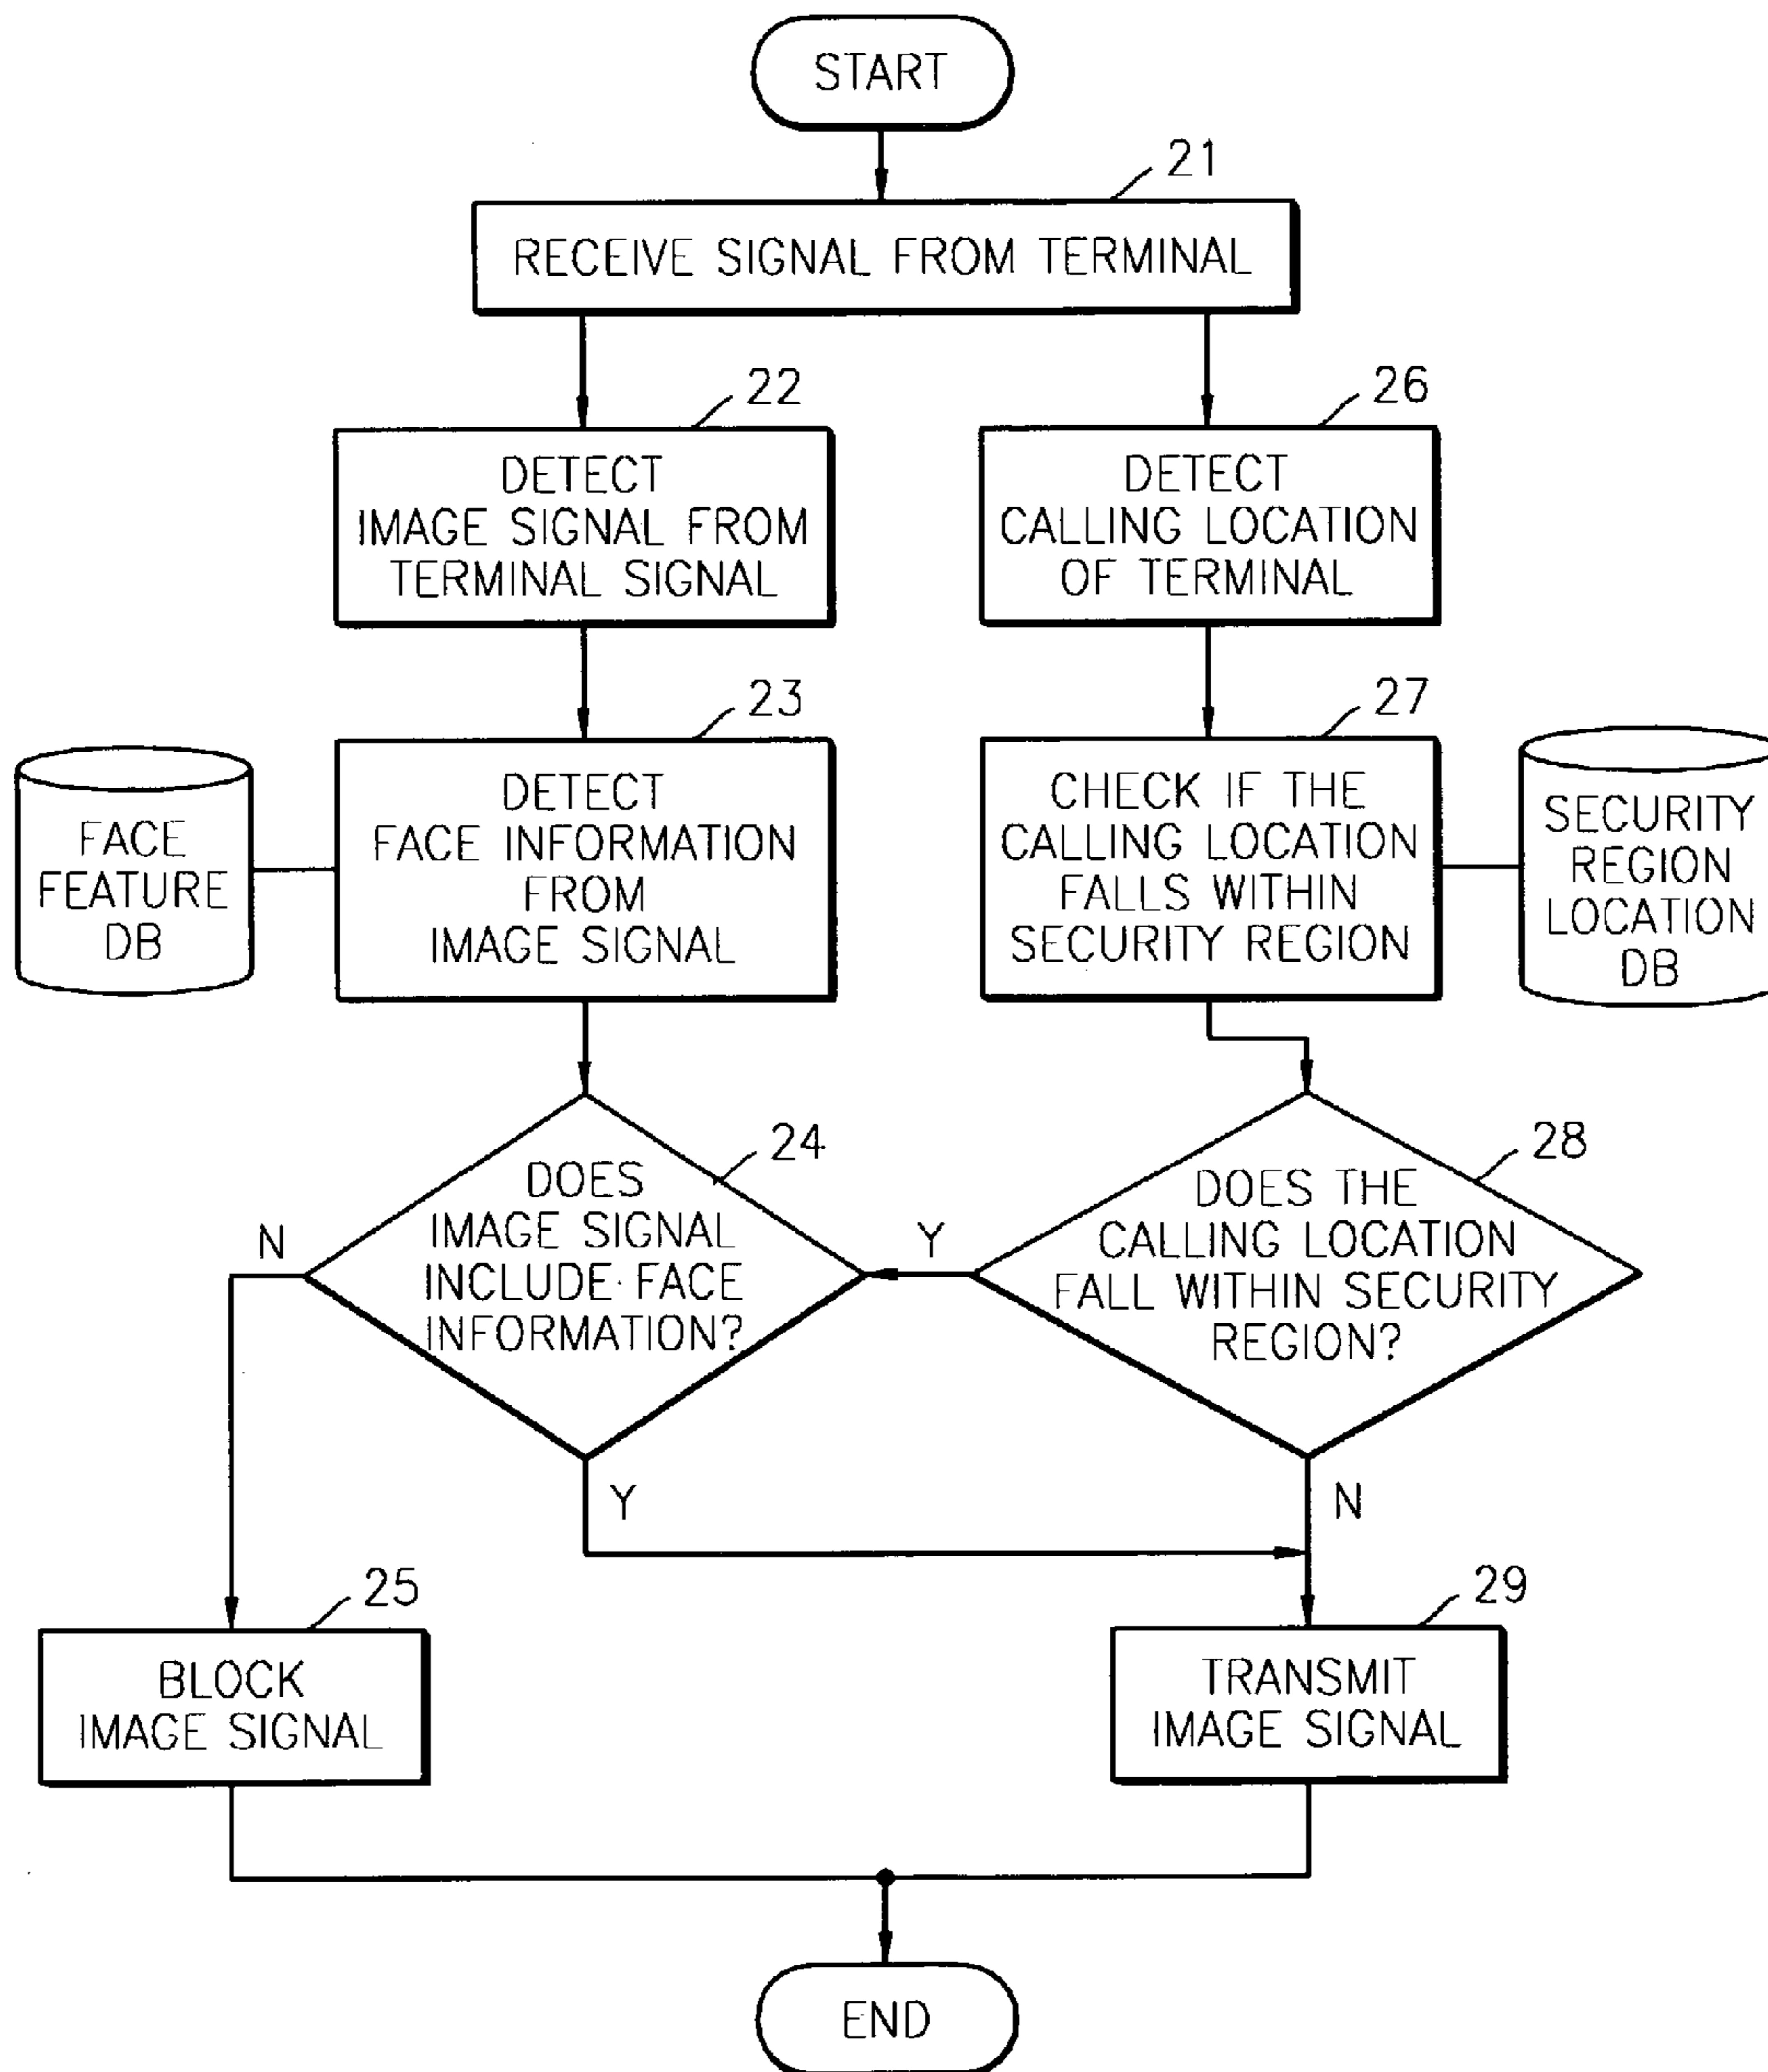 START
21
RECEIVE SIGNAL FROM TERMINAL
22
DETECT
IMAGE SIGNAL FROM
TERMINAL SIGNAL
26
DETECT
CALLING LOCATION
OF TERMINAL
23
DETECT
FACE INFORMATION
FROM
IMAGE SIGNAL
FACE
FEATURE
DB
27
CHECK IF THE
CALLING LOCATION
FALLS WITHIN
SECURITY REGION
SECURITY
REGION
LOCATION
DB
24
DOES
IMAGE SIGNAL
INCLUDE FACE
INFORMATION?
N
Y
28
DOES THE
CALLING LOCATION
FALL WITHIN SECURITY
REGION?
Y
N
25
BLOCK
IMAGE SIGNAL
29
TRANSMIT
IMAGE SIGNAL
END